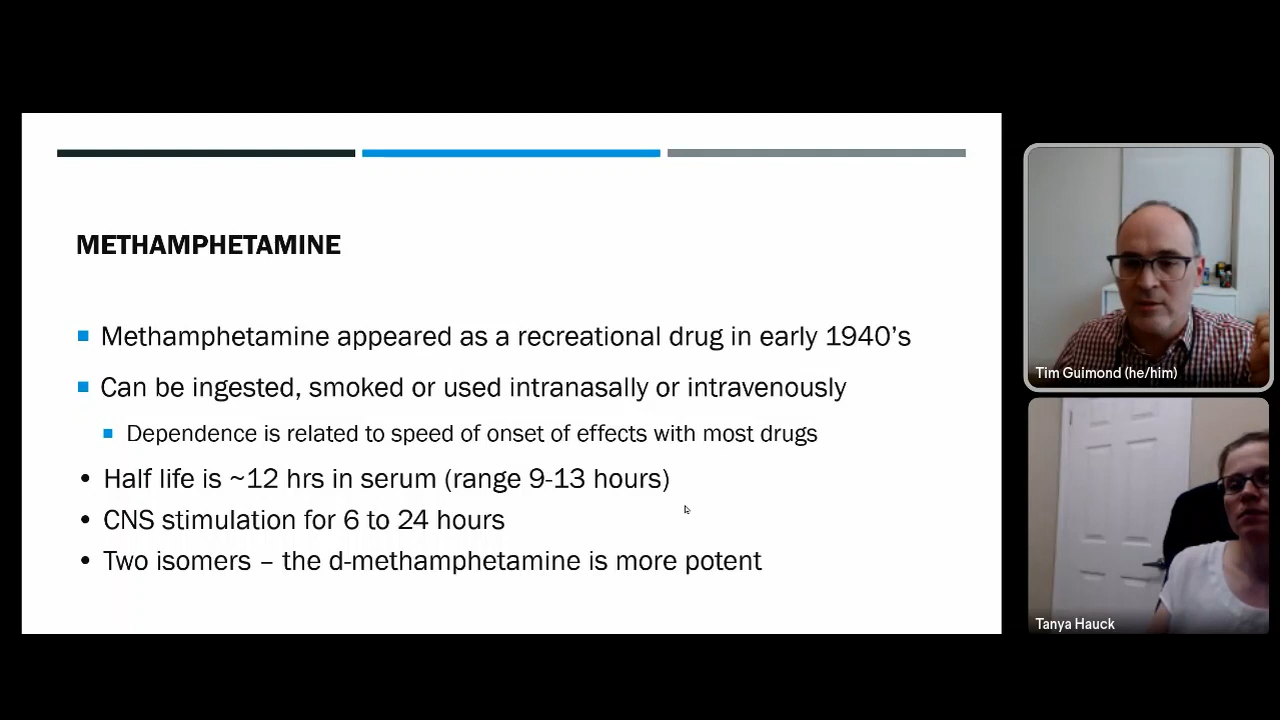 METHAMPHETAMINE
Methamphetamine appeared as a recreational drug in early 1940’s
Can be ingested, smoked or used intranasally or intravenously
Dependence is related to speed of onset of effects with most drugs
Half life is ~12 hrs in serum (range 9-13 hours)
CNS stimulation for 6 to 24 hours
Two isomers – the d-methamphetamine is more potent
Tim Guimond (he/him)
Tanya Hauck